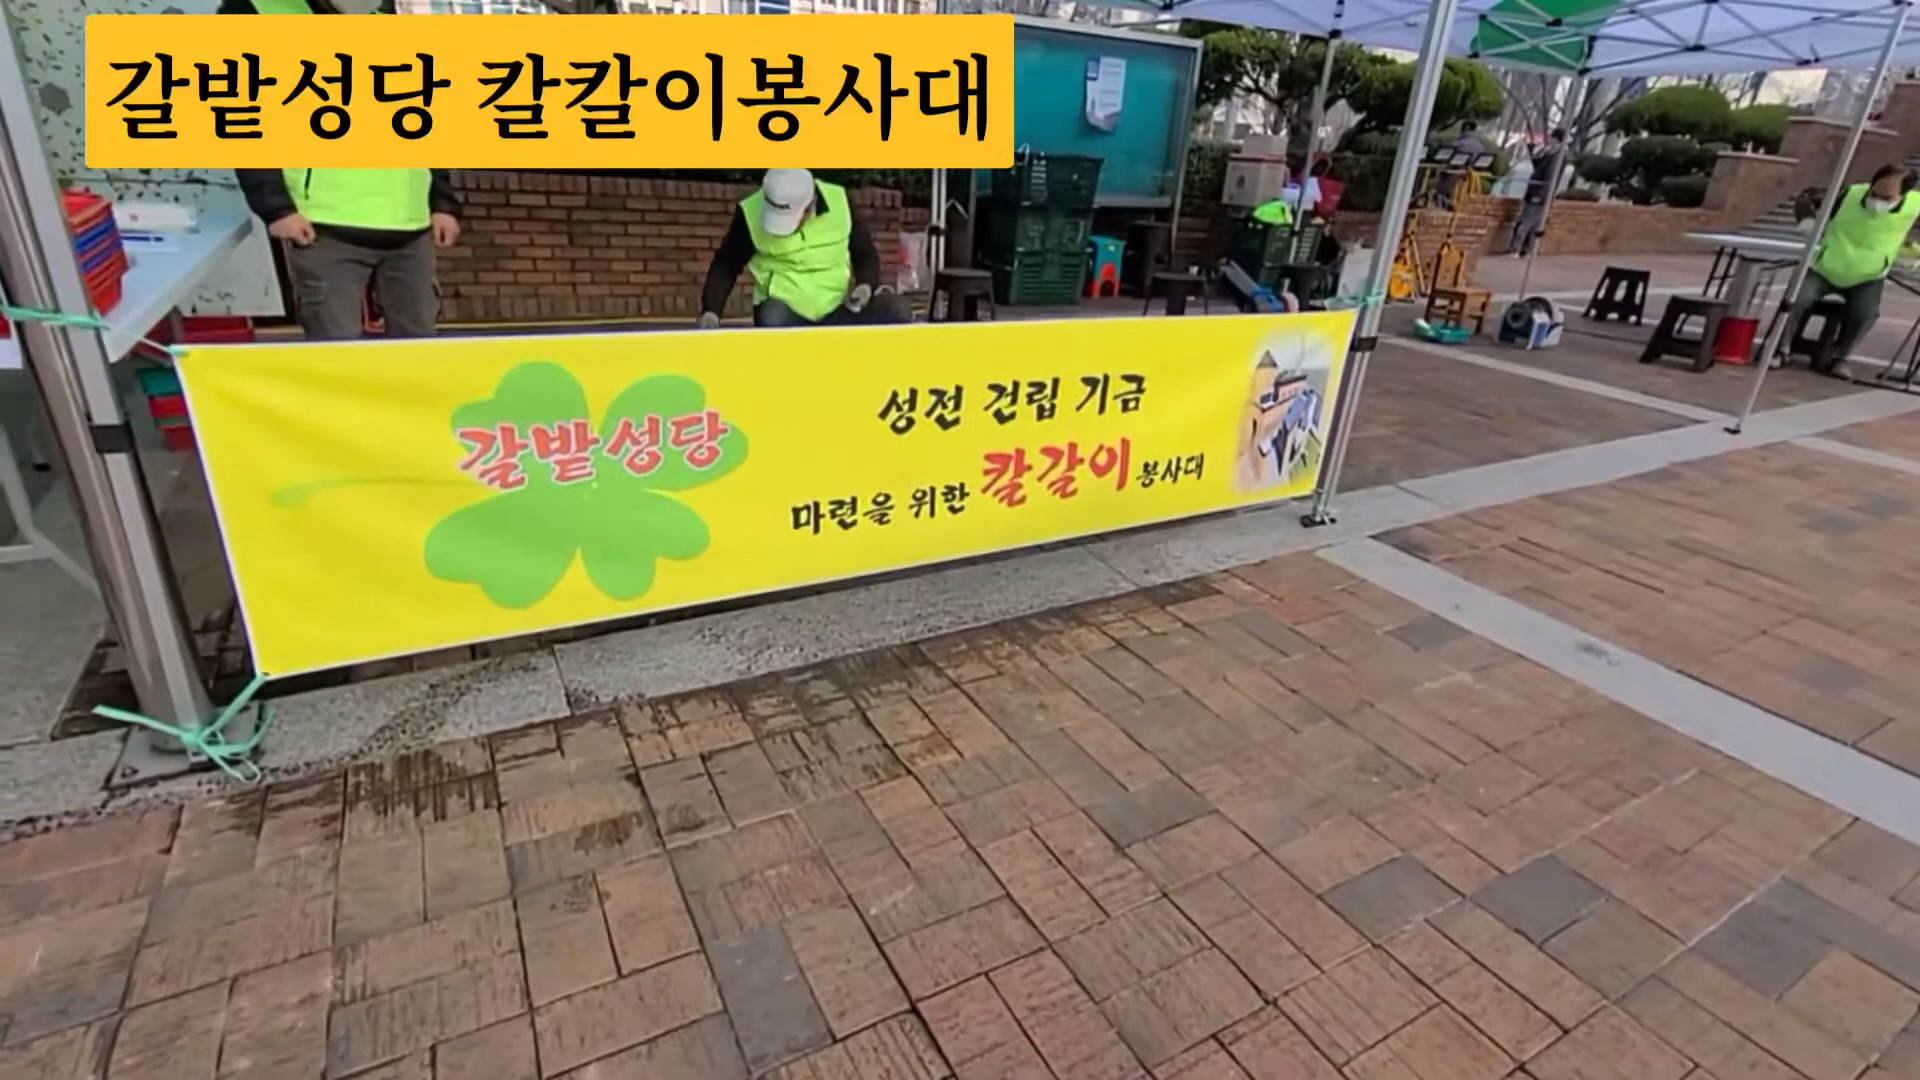 갈밭성당 칼칼이봉사대
갈밭성당
성전 건립 기금
마련을 위한 칼갈이 봉사대